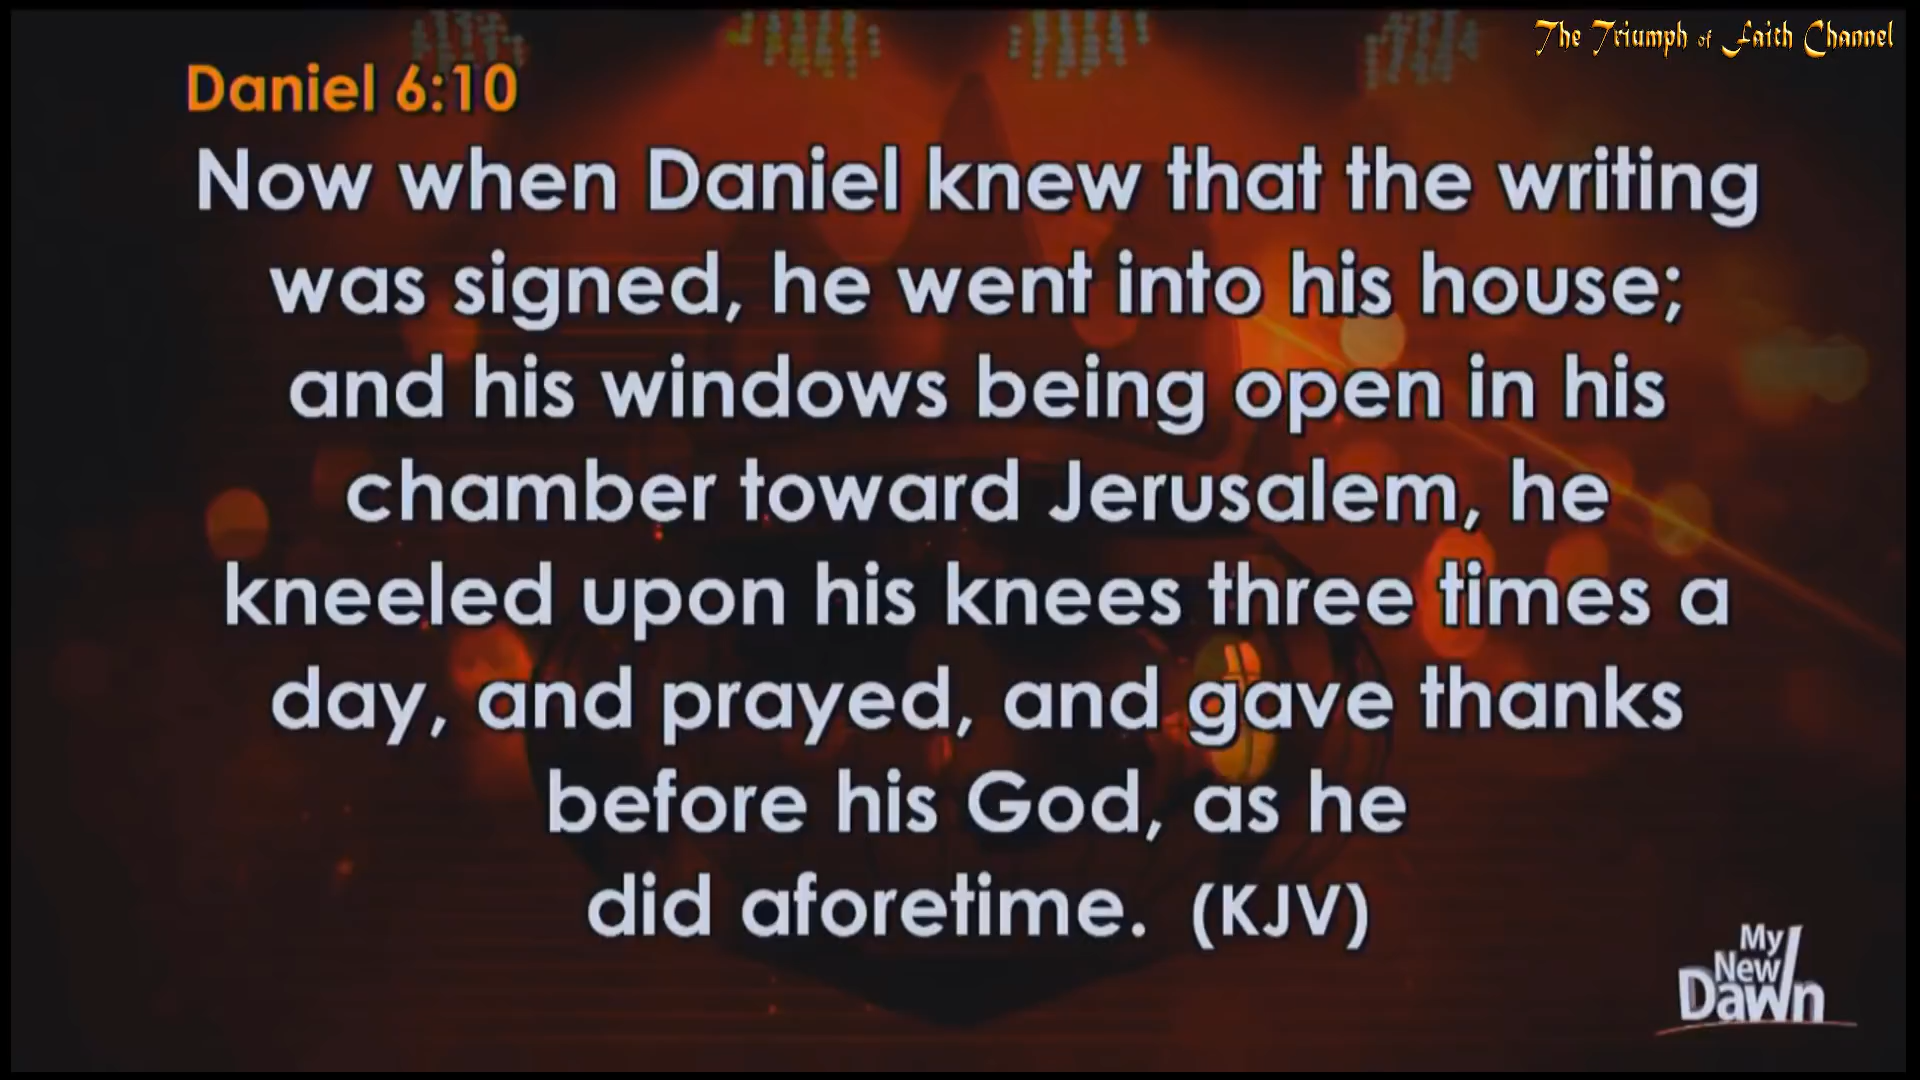 The Triumph of Faith Channel
Daniel 6:10
Now when Daniel knew that the writing
was signed, he went into his house;
and his windows being open in his
chamber toward Jerusalem, he
kneeled upon his knees three times a
day, and prayed, and gave thanks
before his God, as he
did aforetime. (KJV)
My
New
Dawn